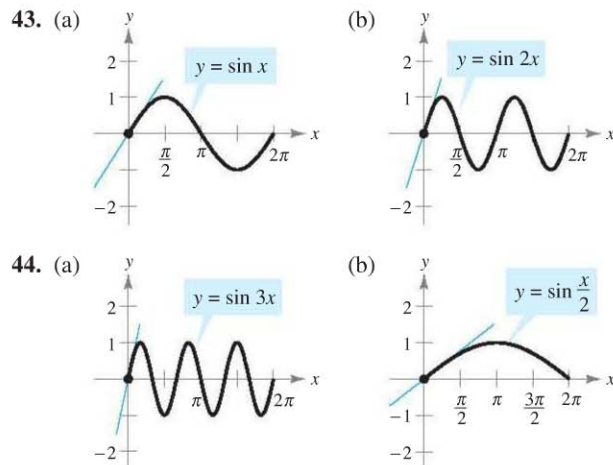 43. (a)
y
2
1
y = sin x
x
π/2
π
2π
−2
(b)
y
2
1
y = sin 2x
x
π/2
π
2π
−2
44. (a)
y
2
1
y = sin 3x
x
π
2π
−2
(b)
y
2
1
y = sin x/2
x
π/2
π
3π/2
2π
−1
−2